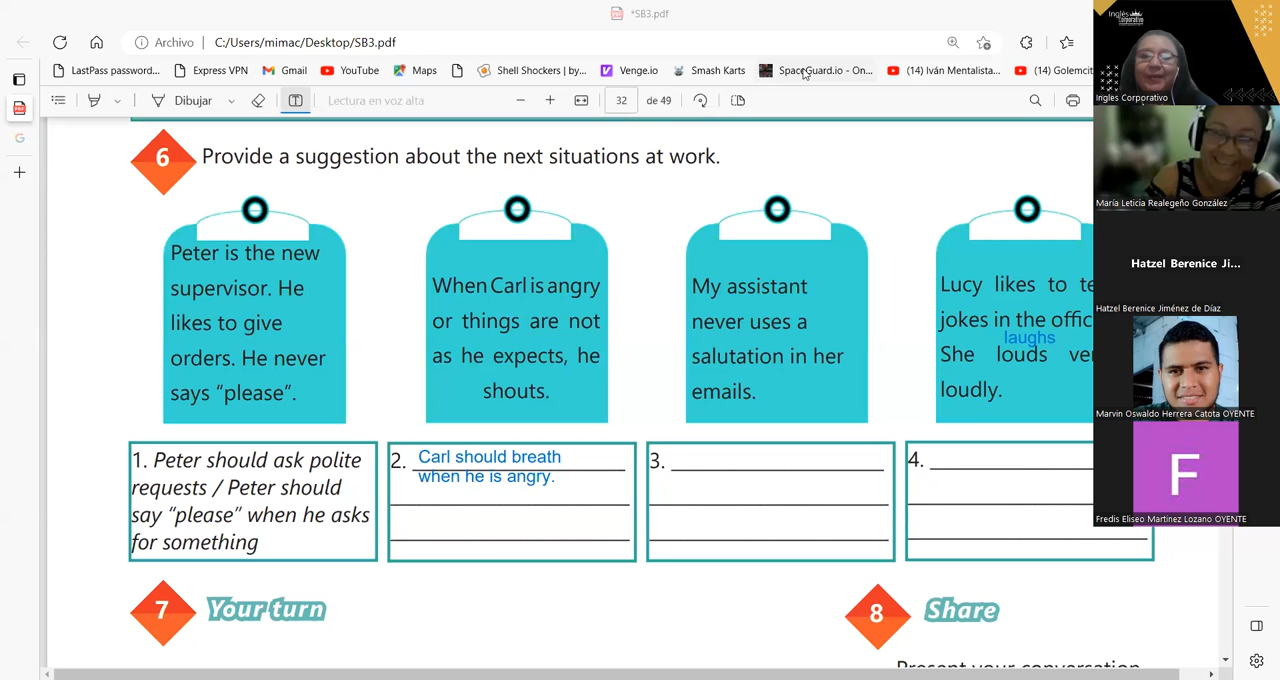 *SB3.pdf
Archivo | C:/Users/mimac/Desktop/SB3.pdf
LastPass password...
Express VPN
Gmail
YouTube
Maps
Shell Shockers | by...
Venge.io
Smash Karts
SpaceGuard.io - On...
(14) Iván Mentalista...
(14) Golemcit
Dibujar
Lectura en voz alta
32 de 49
6 Provide a suggestion about the next situations at work.
Peter is the new
supervisor. He
likes to give
orders. He never
says “please”.
When Carl is angry
or things are not
as he expects, he
shouts.
My assistant
never uses a
salutation in her
emails.
Lucy likes to te
jokes in the offic
laughs
She louds ve
loudly.
1. Peter should ask polite
requests / Peter should
say “please” when he asks
for something
2. Carl should breath
when he is angry.
3.
4.
7 Your turn
8 Share
Present your conversation
Inglés
Corporativo
Ingles Corporativo
María Leticia Realegeño González
Hatzel Berenice Ji...
Hatzel Berenice Jiménez de Díaz
Marvin Oswaldo Herrera Catota OYENTE
F
Fredis Eliseo Martinez Lozano OYENTE